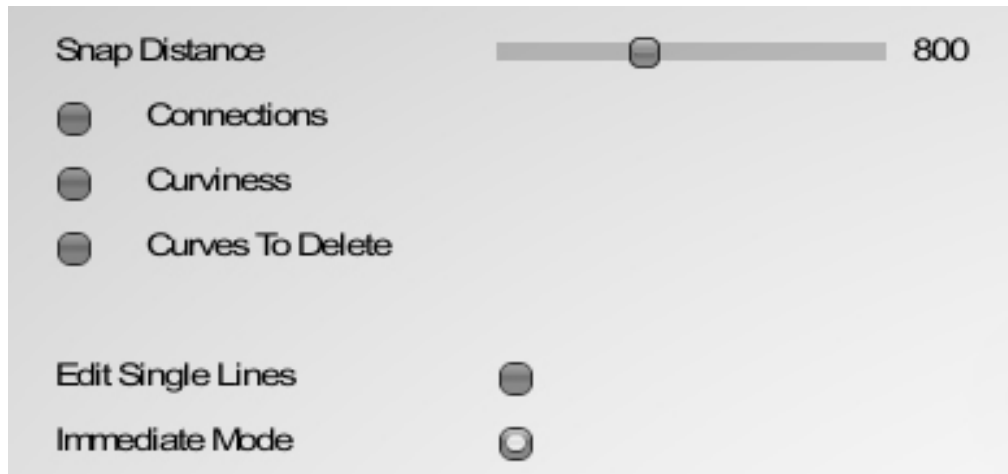 Snap Distance 800
Connections
Curviness
Curves To Delete
Edit Single Lines
Immediate Mode